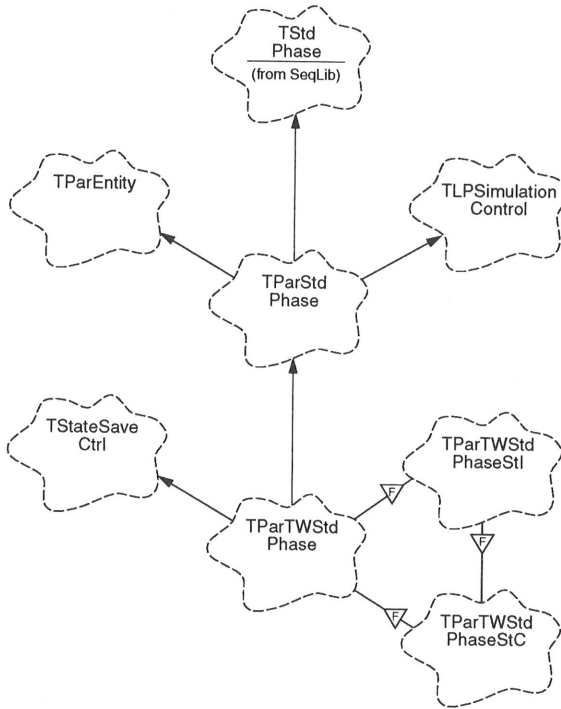 TStd
Phase
(from SeqLib)
TParEntity
TLPSimulation
Control
TParStd
Phase
TStateSave
Ctrl
TParTWStd
PhaseStI
F
F
TParTWStd
Phase
F
TParTWStd
PhaseStC